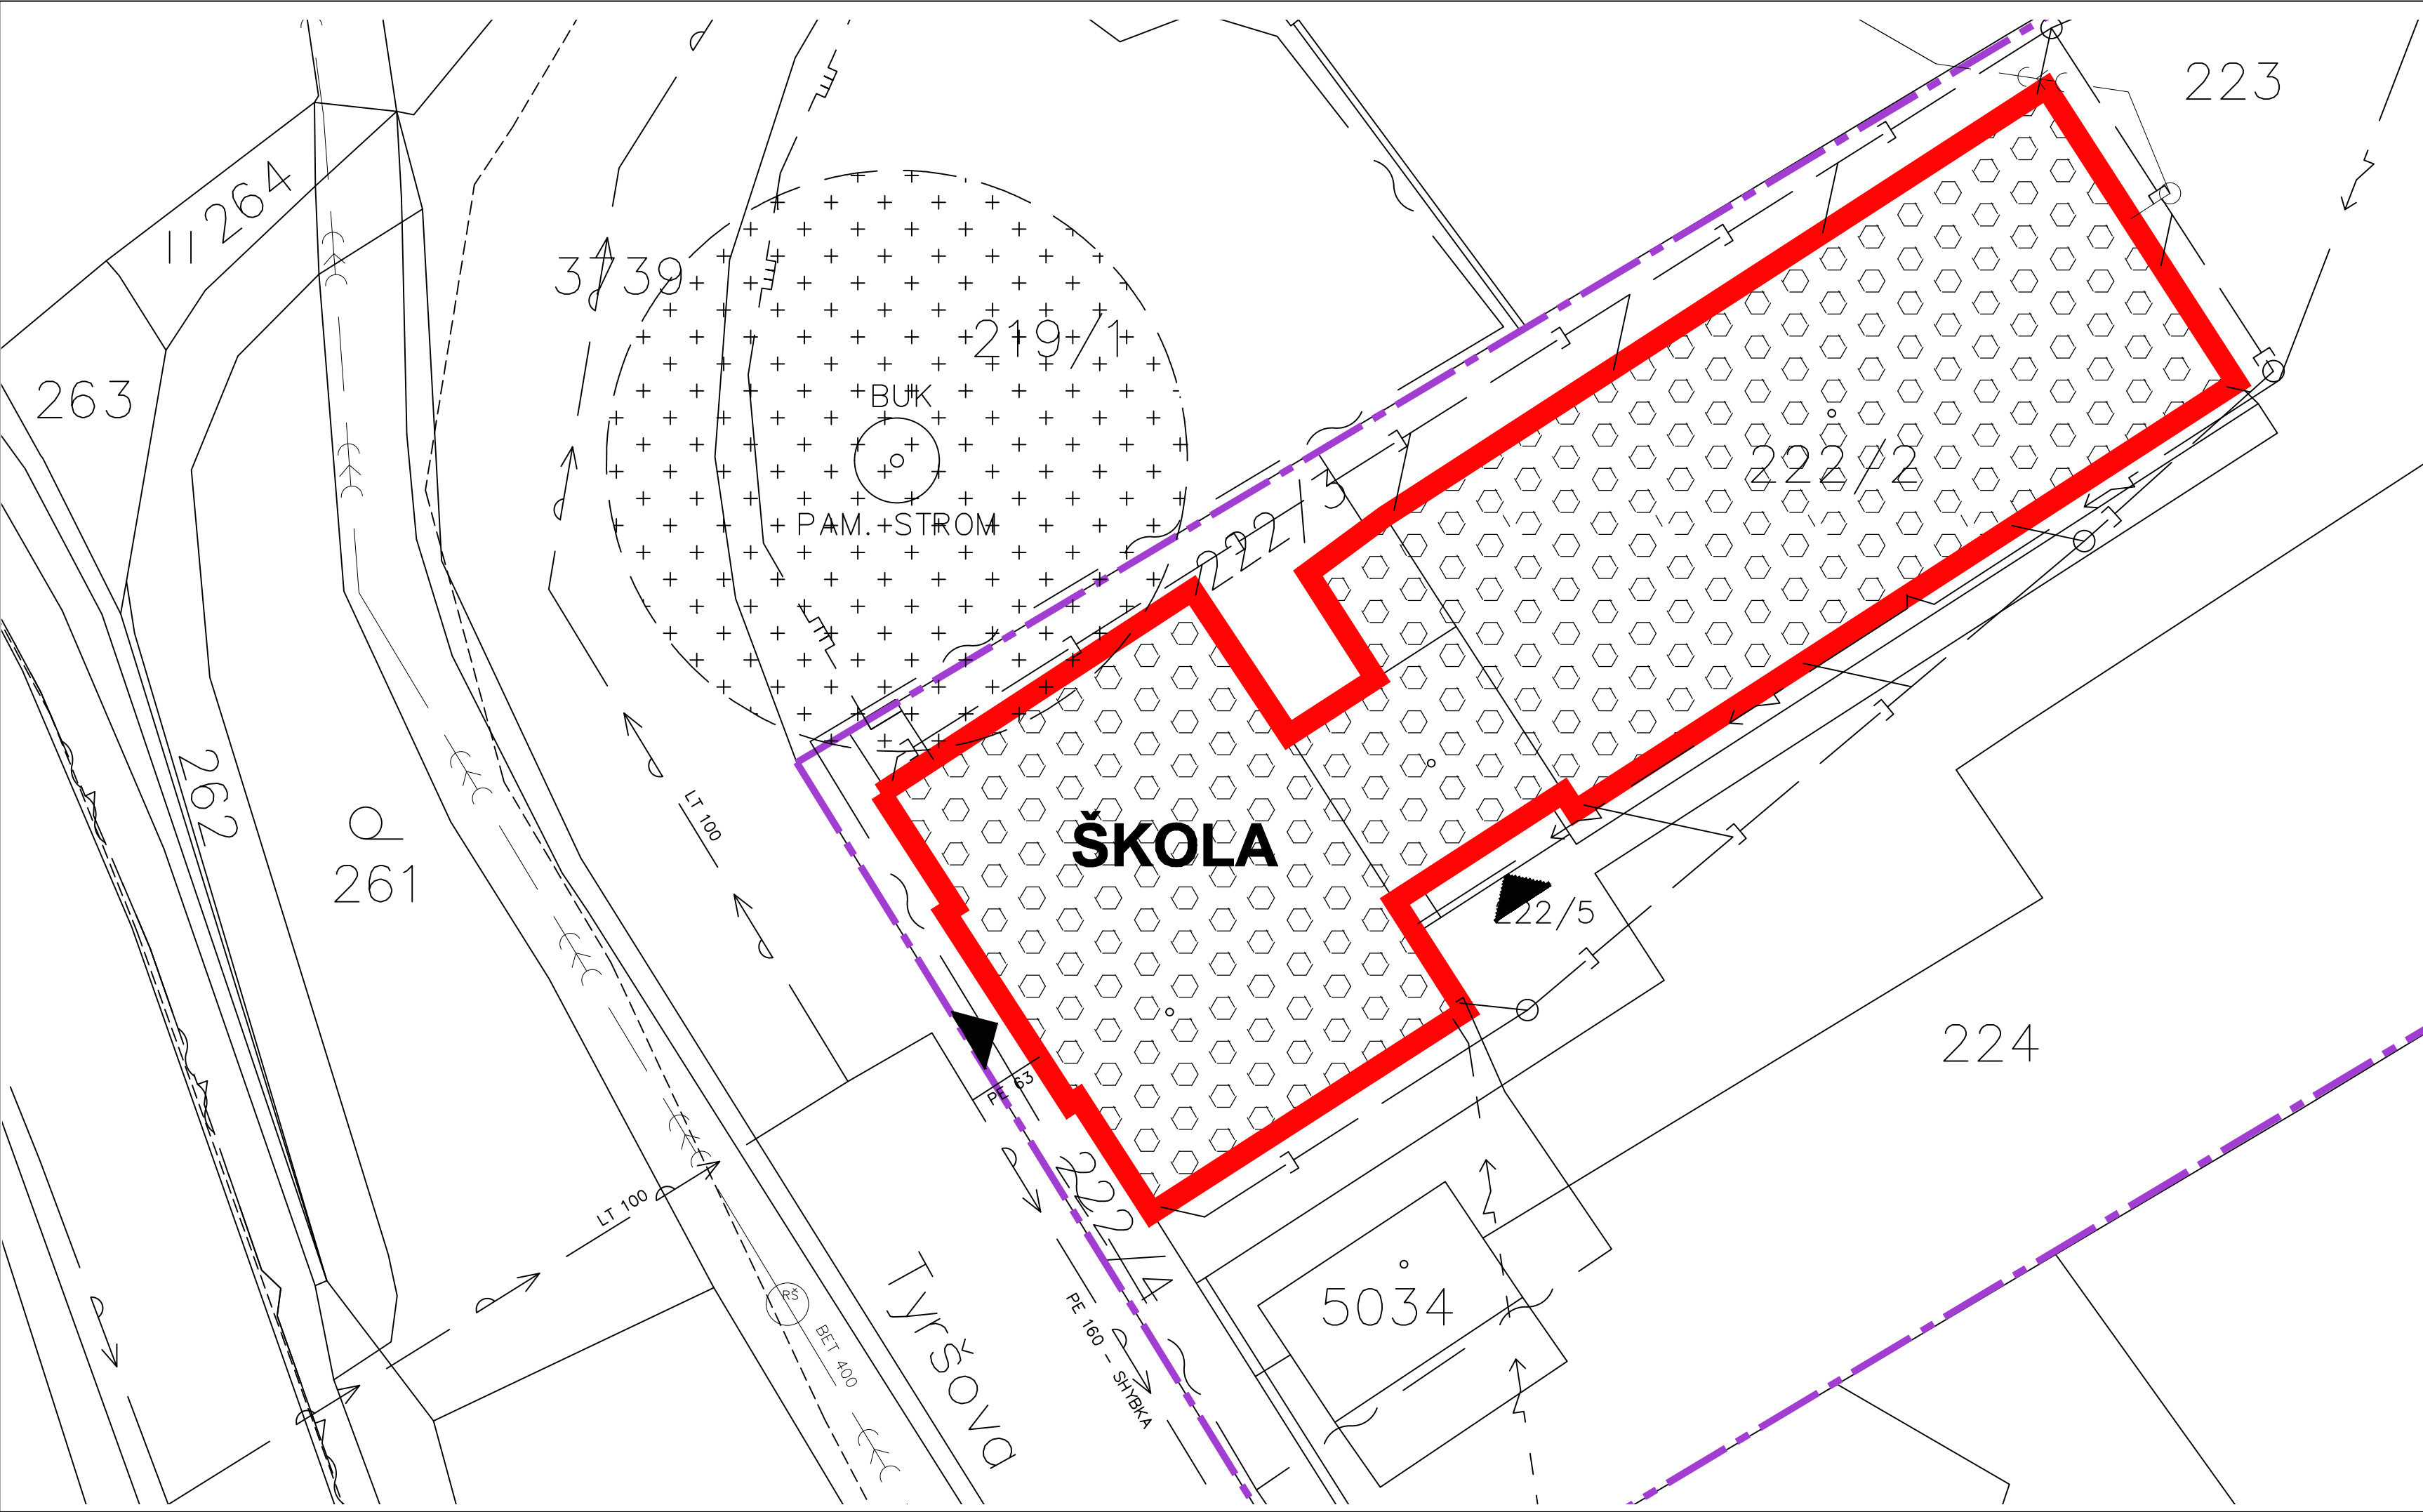 223
264
3739
219/1
263
BUK
222/2
PAM. STROM
222/3
262
LT 100
ŠKOLA
261
222/5
224
PE 63
222/4
LT 100
RŠ
5034
BET 400
Tyršova
PE 160 - SHYBKA